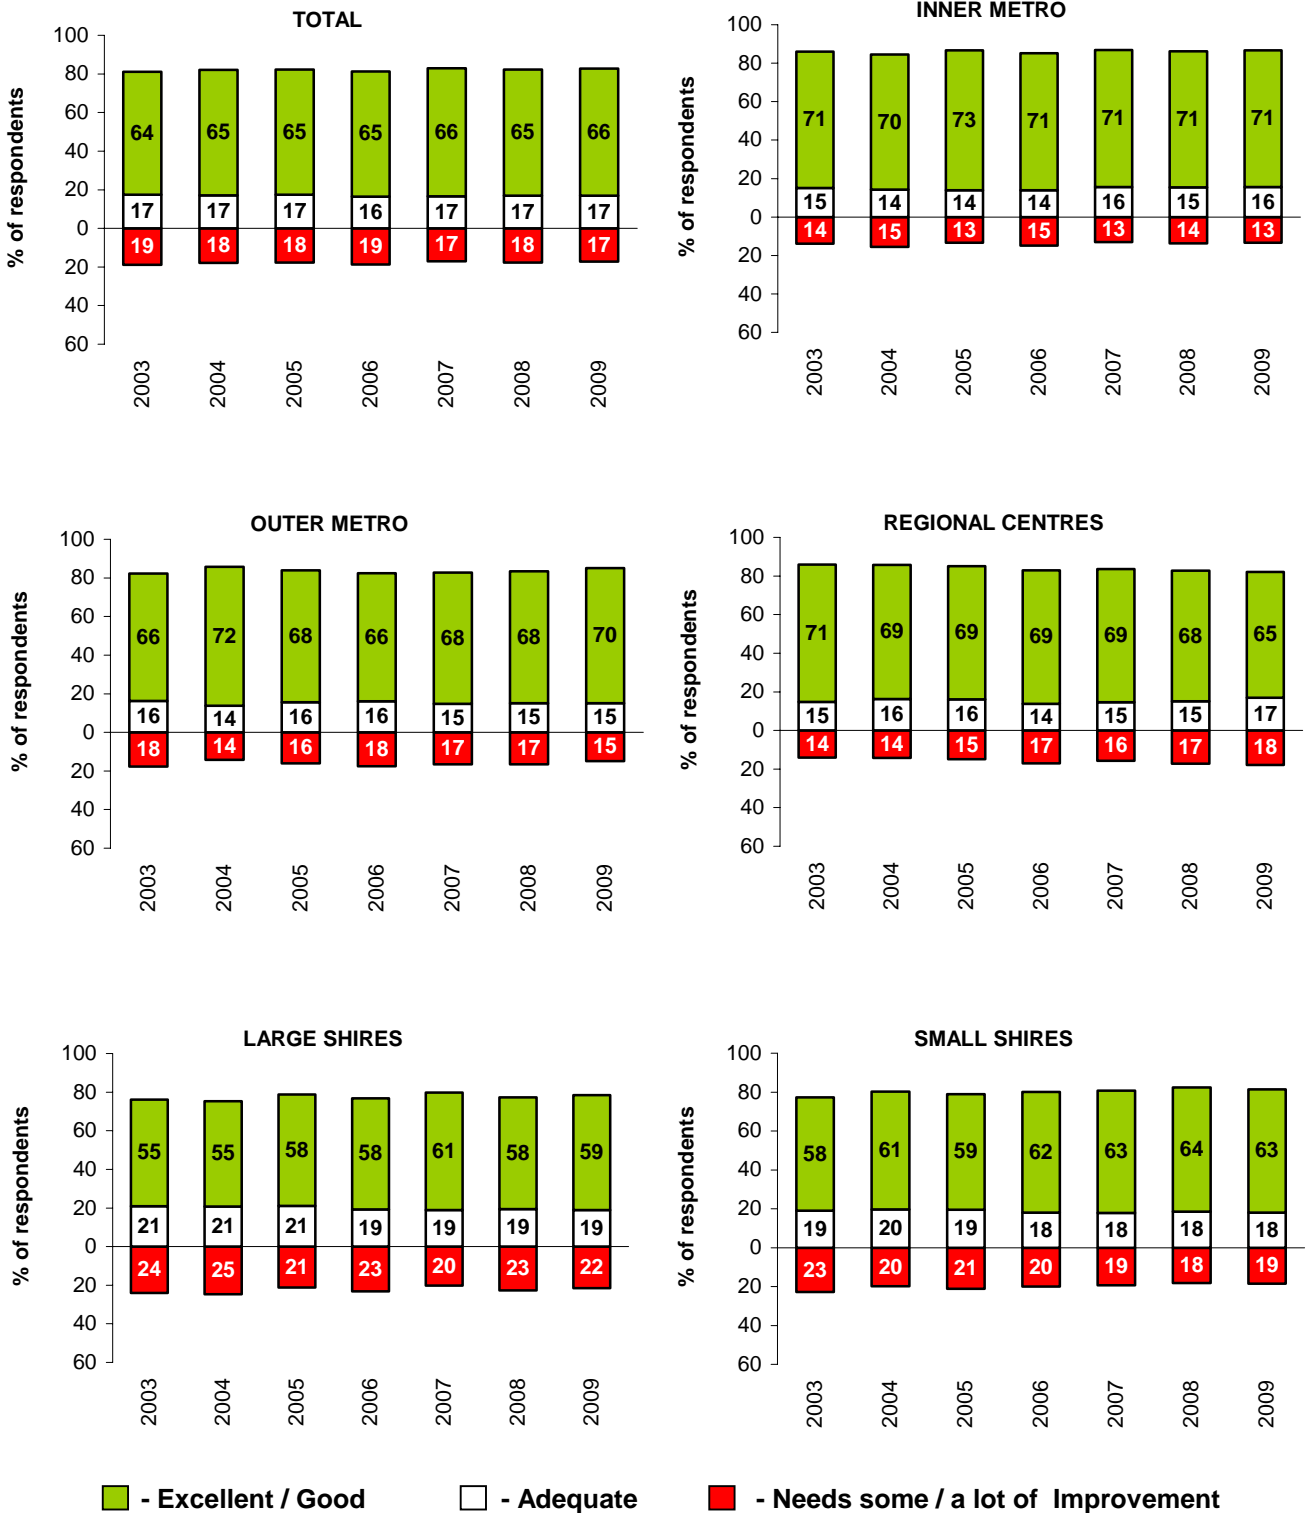 TOTAL
% of respondents
100
80
60
40
20
0
20
40
60
64 65 65 65 66 65 66
17 17 17 16 17 17 17
19 18 18 19 17 18 17
2003 2004 2005 2006 2007 2008 2009
INNER METRO
% of respondents
100
80
60
40
20
0
20
40
60
71 70 73 71 71 71 71
15 14 14 14 16 15 16
14 15 13 15 13 14 13
2003 2004 2005 2006 2007 2008 2009
OUTER METRO
% of respondents
100
80
60
40
20
0
20
40
60
66 72 68 66 68 68 70
16 14 16 16 15 15 15
18 14 16 18 17 17 15
2003 2004 2005 2006 2007 2008 2009
REGIONAL CENTRES
% of respondents
100
80
60
40
20
0
20
40
60
71 69 69 69 69 68 65
15 16 16 14 15 15 17
14 14 15 17 16 17 18
2003 2004 2005 2006 2007 2008 2009
LARGE SHIRES
% of respondents
100
80
60
40
20
0
20
40
60
55 55 58 58 61 58 59
21 21 21 19 19 19 19
24 25 21 23 20 23 22
2003 2004 2005 2006 2007 2008 2009
SMALL SHIRES
% of respondents
100
80
60
40
20
0
20
40
60
58 61 59 62 63 64 63
19 20 19 18 18 18 18
23 20 21 20 19 18 19
2003 2004 2005 2006 2007 2008 2009
- Excellent / Good - Adequate - Needs some / a lot of Improvement